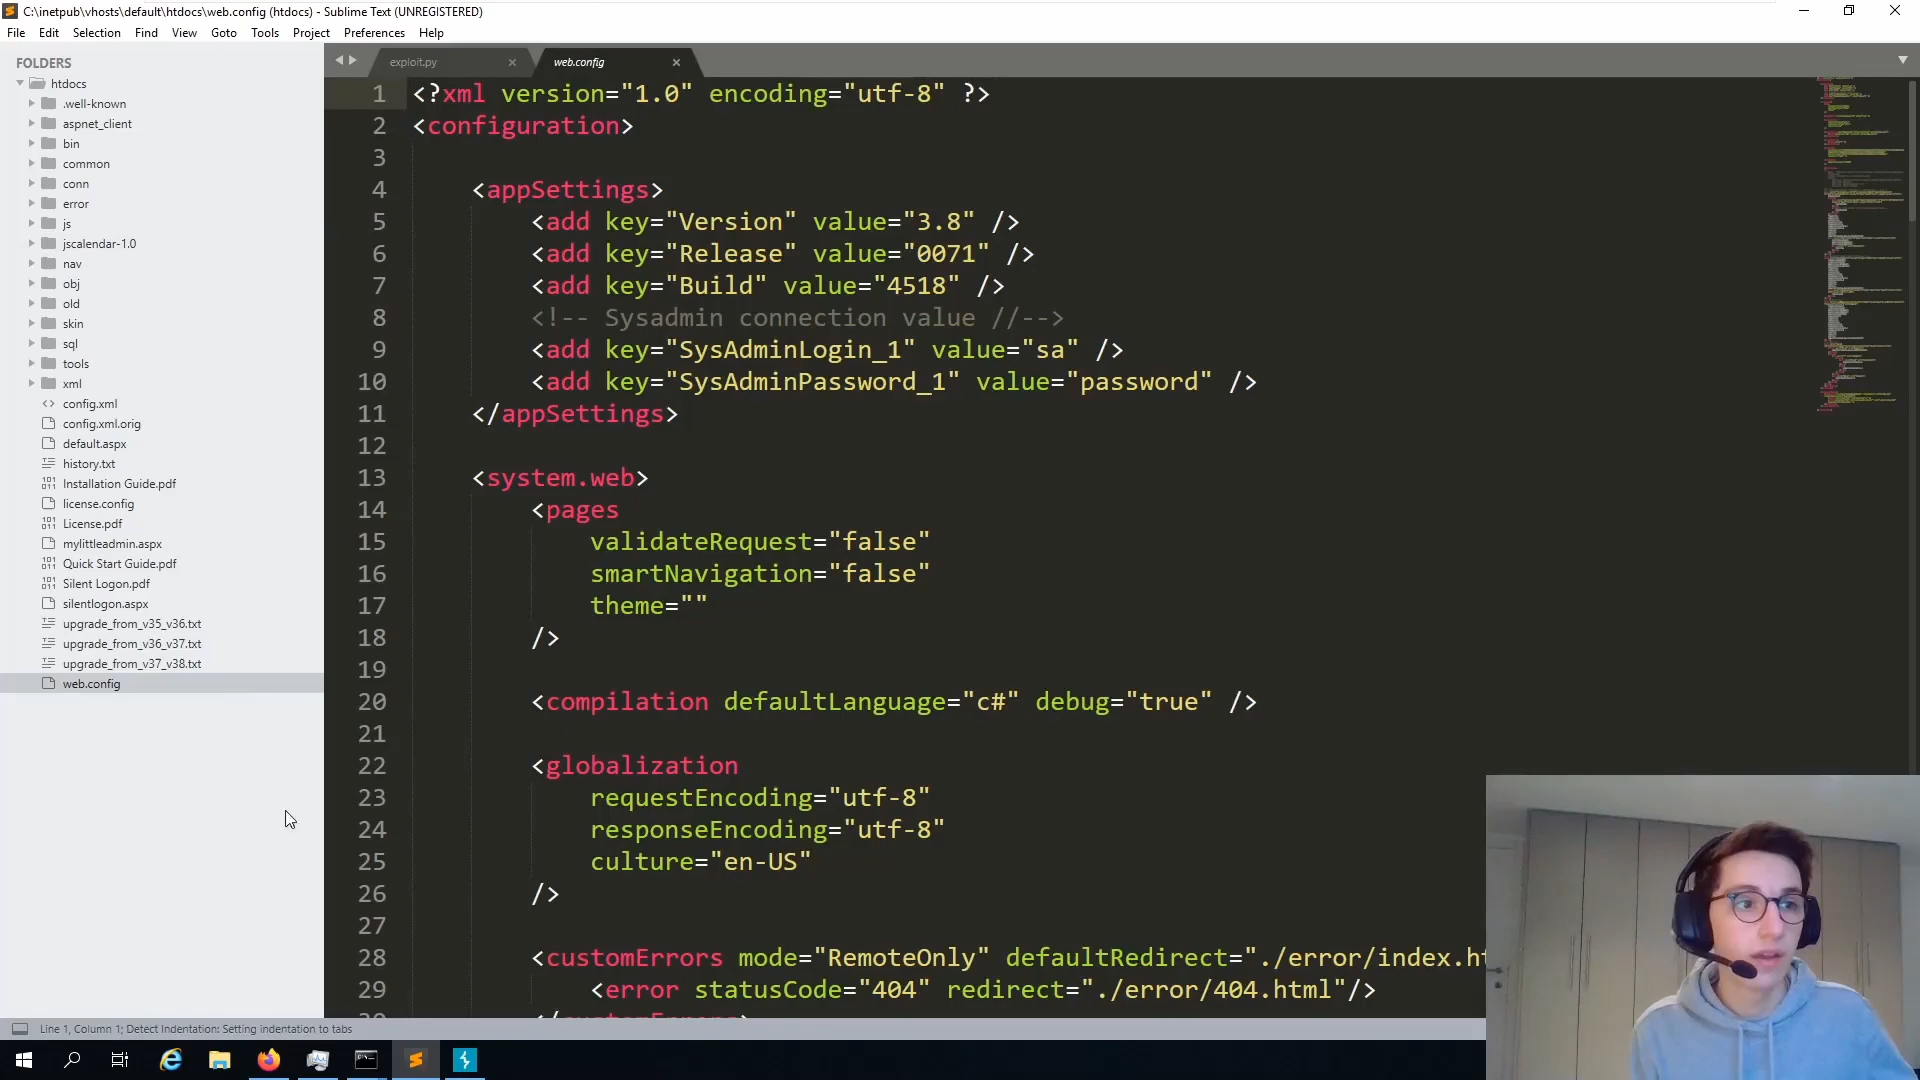 C:\inetpub\vhosts\default\htdocs\web.config (htdocs) - Sublime Text (UNREGISTERED)
File Edit Selection Find View Goto Tools Project Preferences Help
FOLDERS
htdocs
.well-known
aspnet_client
bin
common
conn
error
js
jscalendar-1.0
nav
obj
old
skin
sql
tools
xml
config.xml
config.xml.orig
default.aspx
history.txt
Installation Guide.pdf
license.config
License.pdf
mylittleadmin.aspx
Quick Start Guide.pdf
Silent Logon.pdf
silentlogon.aspx
upgrade_from_v35_v36.txt
upgrade_from_v36_v37.txt
upgrade_from_v37_v38.txt
web.config
exploit.py web.config
1 <?xml version="1.0" encoding="utf-8" ?>
2 <configuration>
3
4 <appSettings>
5 <add key="Version" value="3.8" />
6 <add key="Release" value="0071" />
7 <add key="Build" value="4518" />
8 <!-- Sysadmin connection value //-->
9 <add key="SysAdminLogin_1" value="sa" />
10 <add key="SysAdminPassword_1" value="password" />
11 </appSettings>
12
13 <system.web>
14 <pages
15 validateRequest="false"
16 smartNavigation="false"
17 theme=""
18 />
19
20 <compilation defaultLanguage="c#" debug="true" />
21
22 <globalization
23 requestEncoding="utf-8"
24 responseEncoding="utf-8"
25 culture="en-US"
26 />
27
28 <customErrors mode="RemoteOnly" defaultRedirect="./error/index.ht
29 <error statusCode="404" redirect="./error/404.html"/>
Line 1, Column 1; Detect Indentation: Setting indentation to tabs